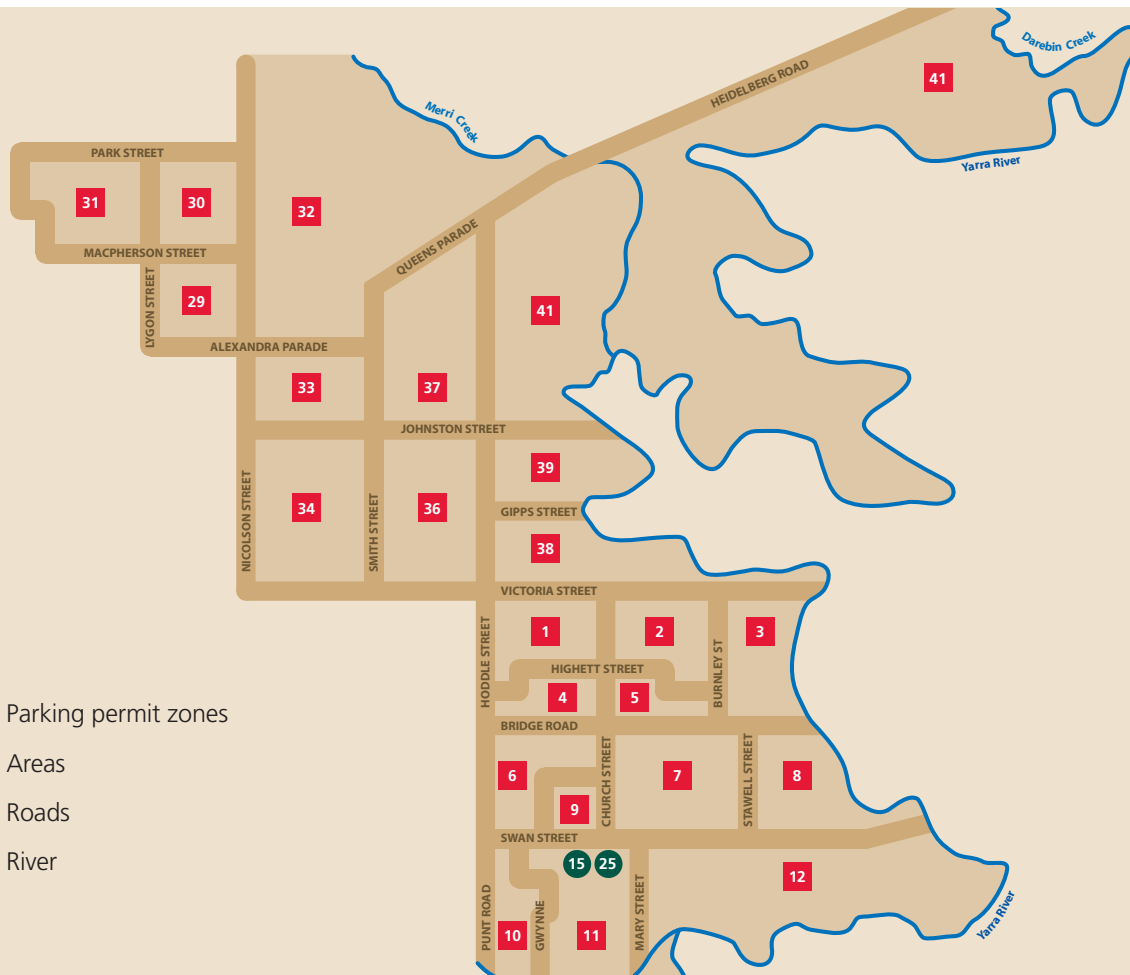 Darebin Creek
HEIDELBERG ROAD
41
Merri Creek
Yarra River
PARK STREET
31
30
32
QUEENS PARADE
MACPHERSON STREET
LYGON STREET
29
41
ALEXANDRA PARADE
33
37
JOHNSTON STREET
39
NICOLSON STREET
34
SMITH STREET
36
GIPPS STREET
38
VICTORIA STREET
HODDLE STREET
1
2
BURNLEY ST
3
HIGHETT STREET
4
5
BRIDGE ROAD
Parking permit zones
Areas
Roads
River
6
CHURCH STREET
7
STAWELL STREET
8
9
SWAN STREET
15
25
12
PUNT ROAD
10
GWYNNE
11
MARY STREET
Yarra River